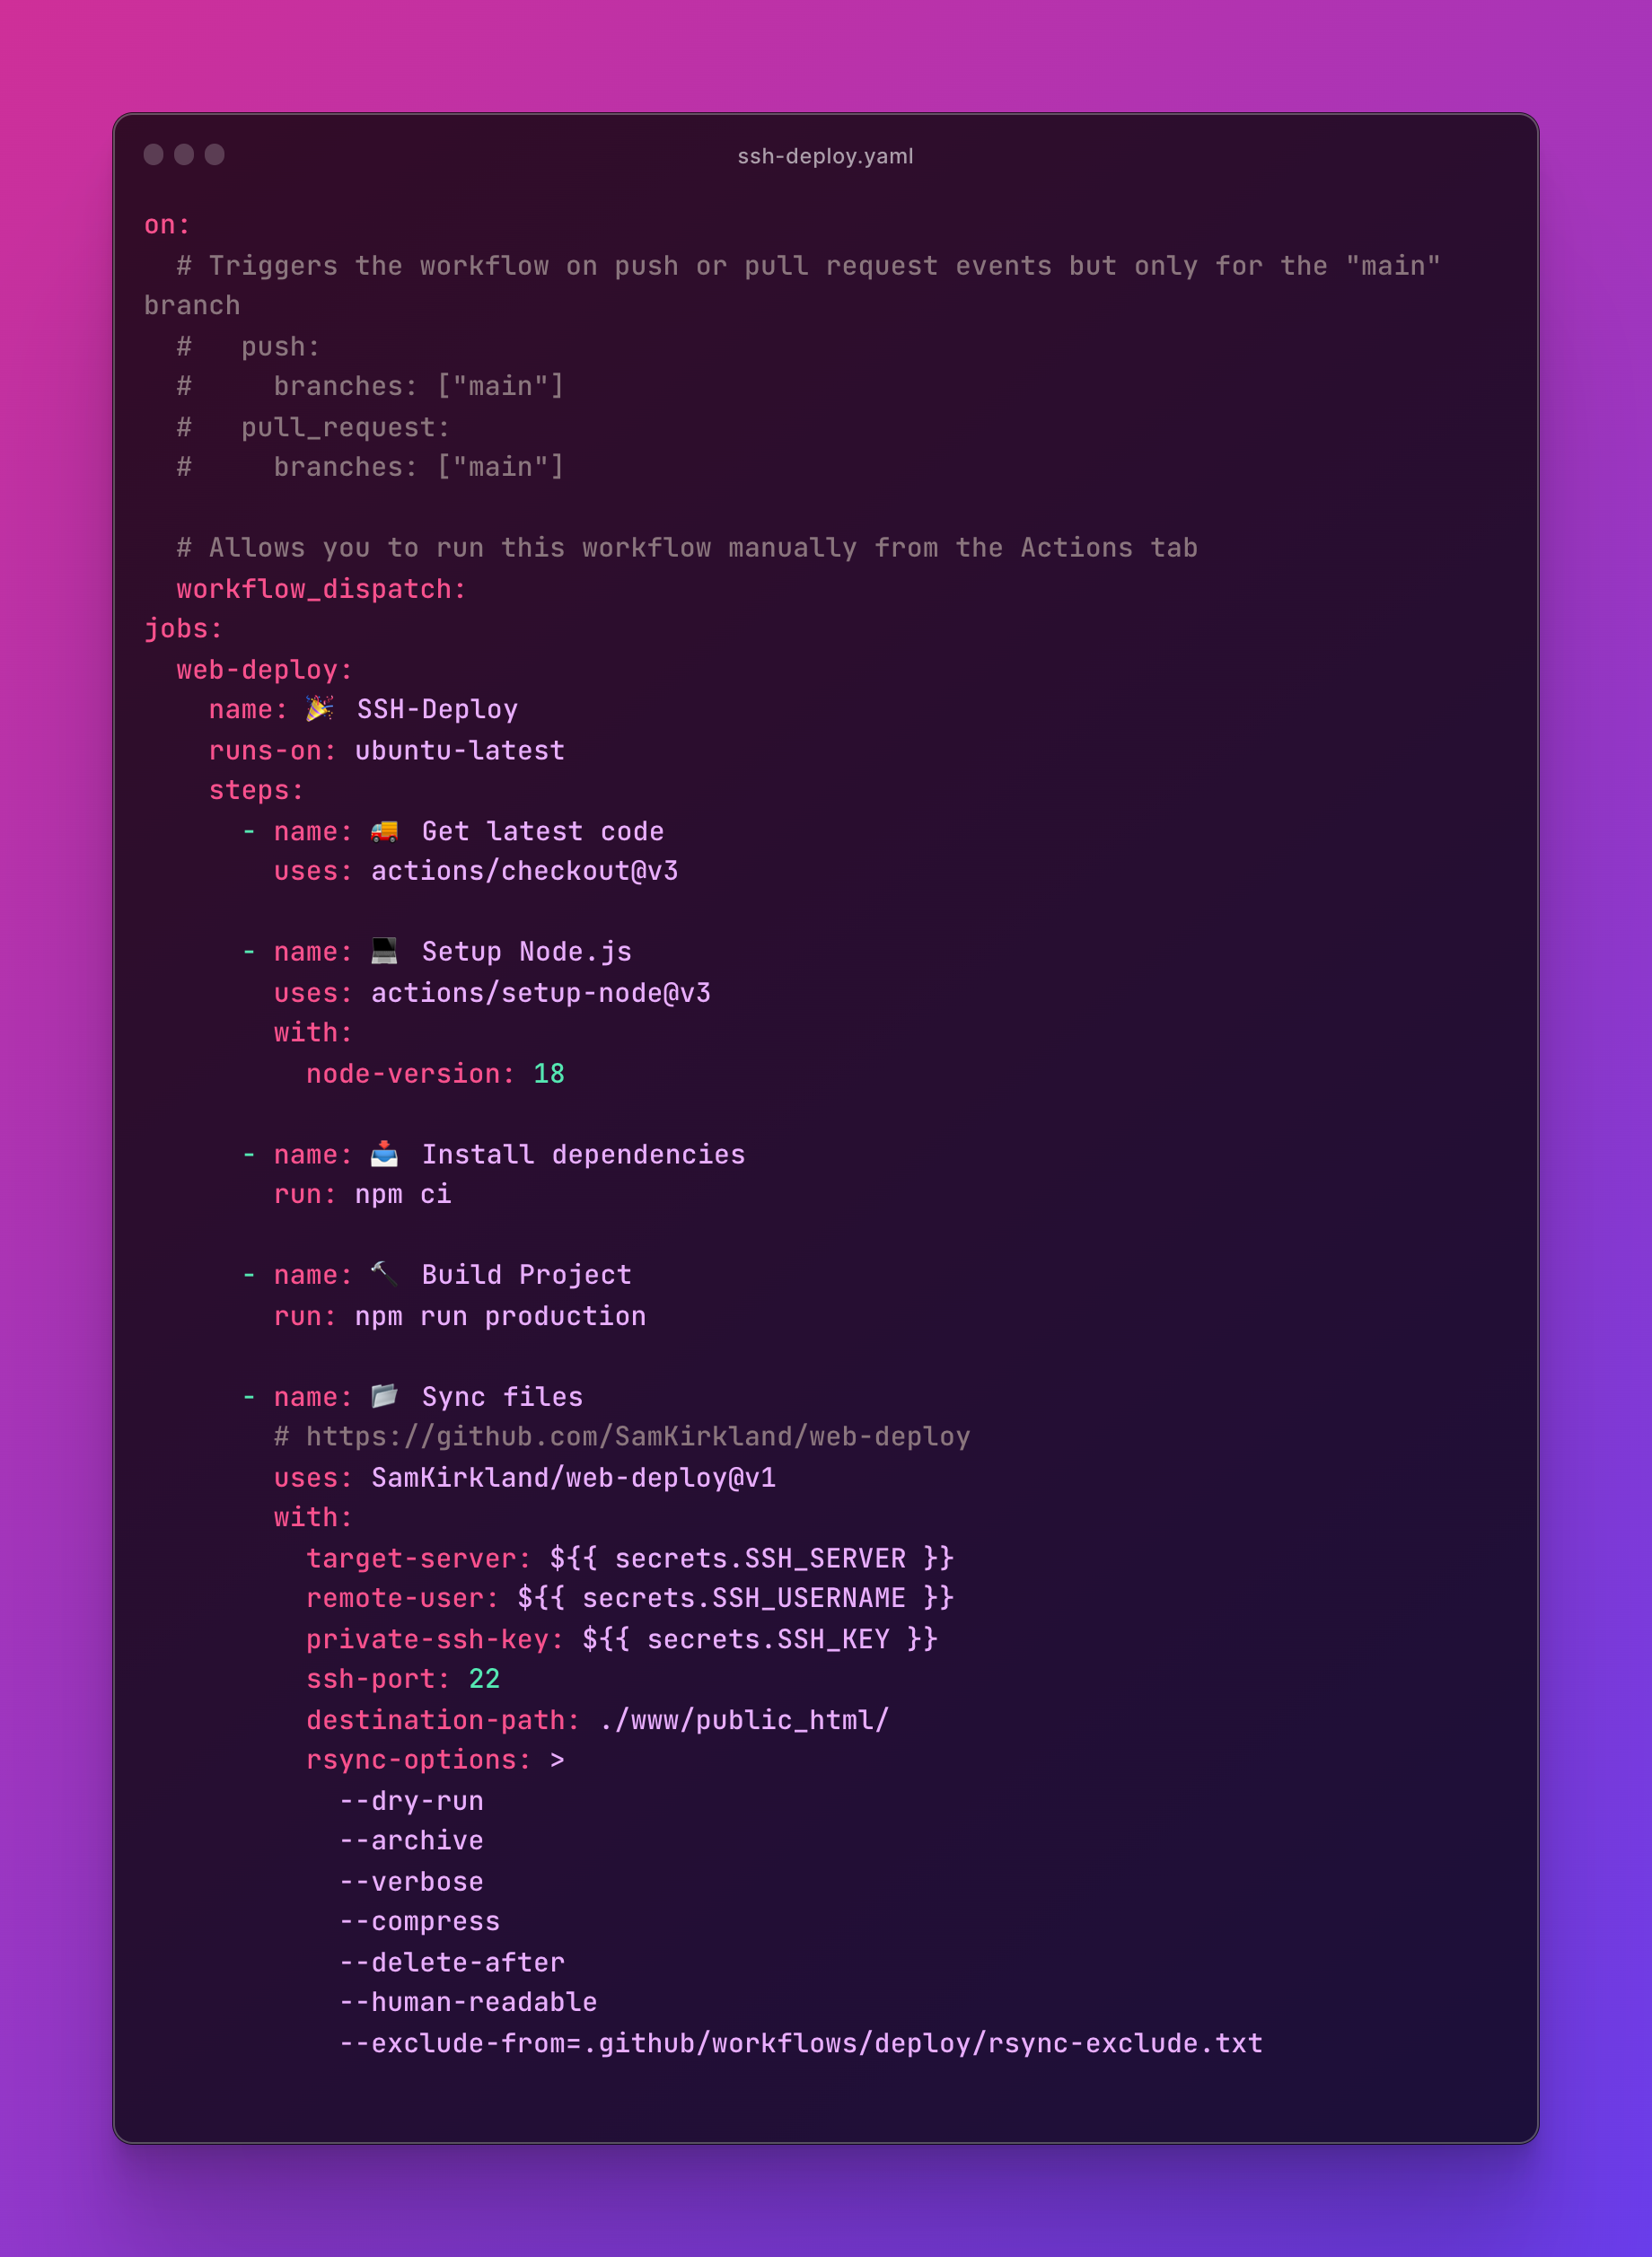 ssh-deploy.yaml
on:
  # Triggers the workflow on push or pull request events but only for the "main"
branch
  #   push:
  #     branches: ["main"]
  #   pull_request:
  #     branches: ["main"]

  # Allows you to run this workflow manually from the Actions tab
  workflow_dispatch:
jobs:
  web-deploy:
    name: 🎉 SSH-Deploy
    runs-on: ubuntu-latest
    steps:
      - name: 🚚 Get latest code
        uses: actions/checkout@v3

      - name: 💻 Setup Node.js
        uses: actions/setup-node@v3
        with:
          node-version: 18

      - name: 📥 Install dependencies
        run: npm ci

      - name: 🔨 Build Project
        run: npm run production

      - name: 📂 Sync files
        # https://github.com/SamKirkland/web-deploy
        uses: SamKirkland/web-deploy@v1
        with:
          target-server: ${{ secrets.SSH_SERVER }}
          remote-user: ${{ secrets.SSH_USERNAME }}
          private-ssh-key: ${{ secrets.SSH_KEY }}
          ssh-port: 22
          destination-path: ./www/public_html/
          rsync-options: >
            --dry-run
            --archive
            --verbose
            --compress
            --delete-after
            --human-readable
            --exclude-from=.github/workflows/deploy/rsync-exclude.txt